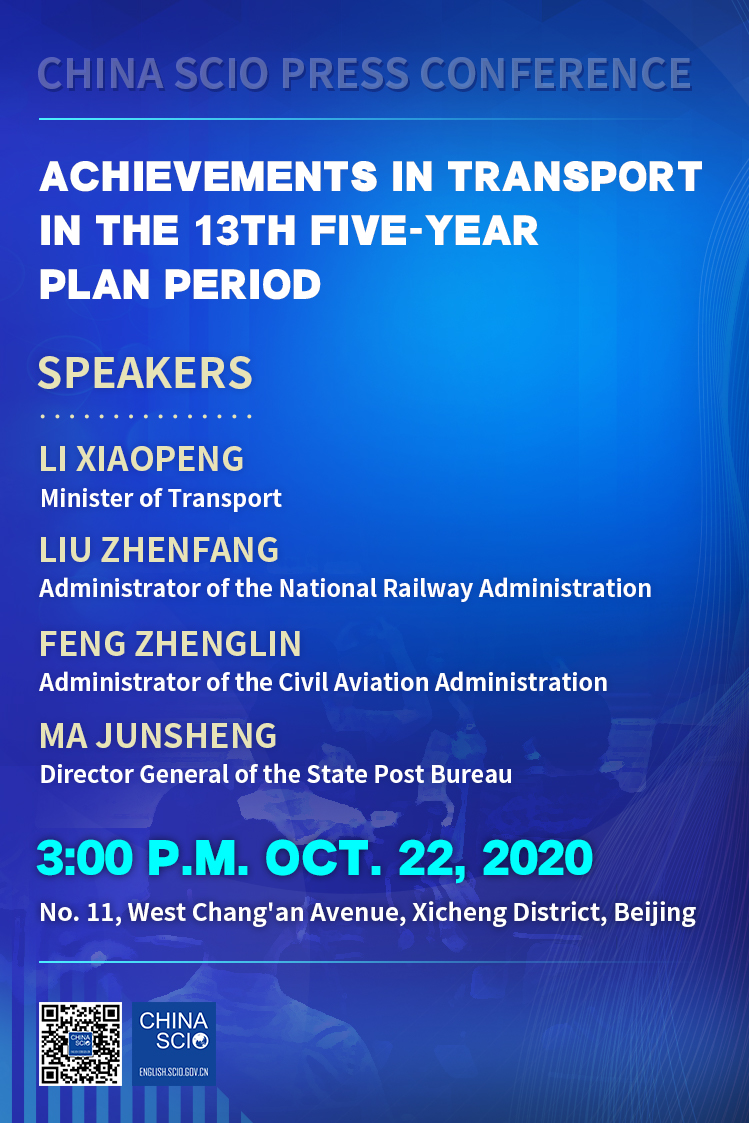 CHINA SCIO PRESS CONFERENCE
ACHIEVEMENTS IN TRANSPORT
IN THE 13TH FIVE-YEAR
PLAN PERIOD
SPEAKERS
LI XIAOPENG
Minister of Transport
LIU ZHENFANG
Administrator of the National Railway Administration
FENG ZHENGLIN
Administrator of the Civil Aviation Administration
MA JUNSHENG
Director General of the State Post Bureau
3:00 P.M. OCT. 22, 2020
No. 11, West Chang'an Avenue, Xicheng District, Beijing
CHINA
SCIO
CHINA
SCIO
ENGLISH.SCIO.GOV.CN